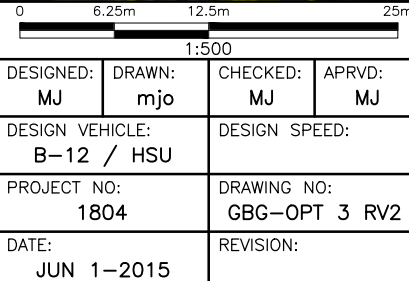 0 6.25m 12.5m 25m
1:500
DESIGNED: DRAWN: CHECKED: APRVD:
MJ mjo MJ MJ
DESIGN VEHICLE: DESIGN SPEED:
B-12 / HSU
PROJECT NO: DRAWING NO:
1804 GBG-OPT 3 RV2
DATE: REVISION:
JUN 1-2015